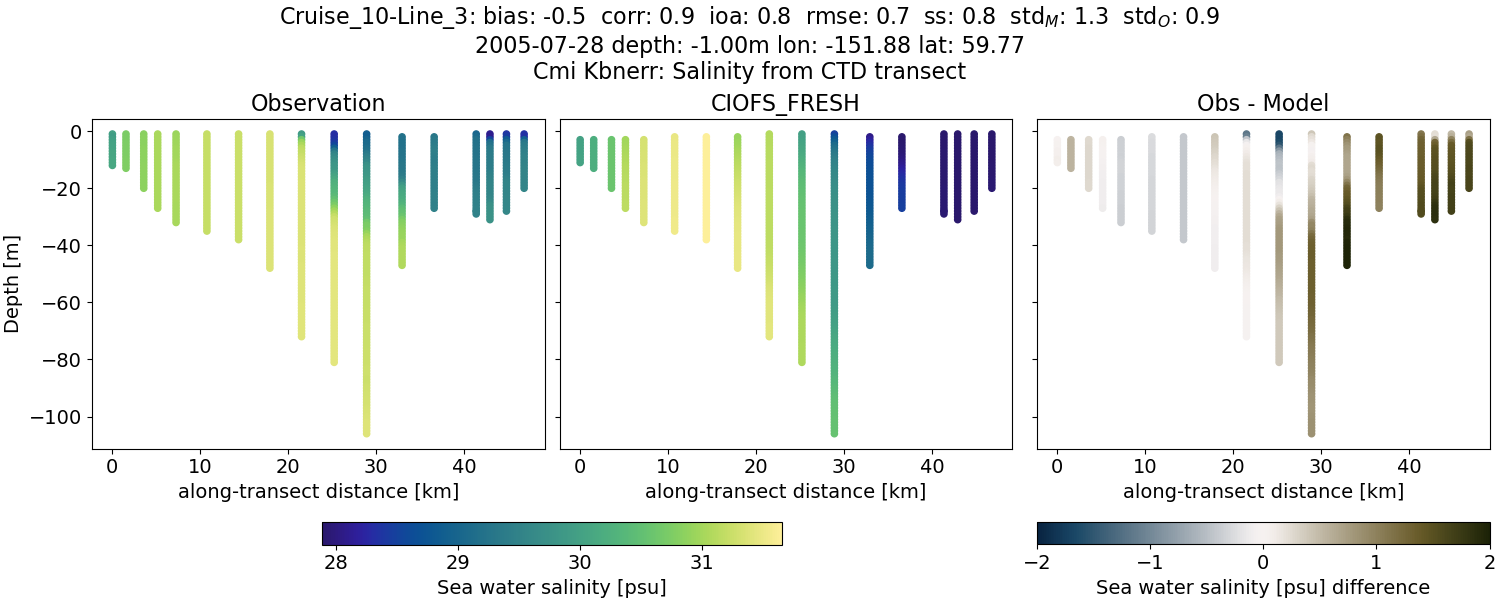 Cruise_10-Line_3: bias: -0.5  corr: 0.9  ioa: 0.8  rmse: 0.7  ss: 0.8  std_M: 1.3  std_O: 0.9
2005-07-28 depth: -1.00m lon: -151.88 lat: 59.77
Cmi Kbnerr: Salinity from CTD transect
Observation
CIOFS_FRESH
Obs - Model
Depth [m]
0
−20
−40
−60
−80
−100
0 10 20 30 40
0 10 20 30 40
0 10 20 30 40
along-transect distance [km]
along-transect distance [km]
along-transect distance [km]
28 29 30 31
Sea water salinity [psu]
−2 −1 0 1 2
Sea water salinity [psu] difference